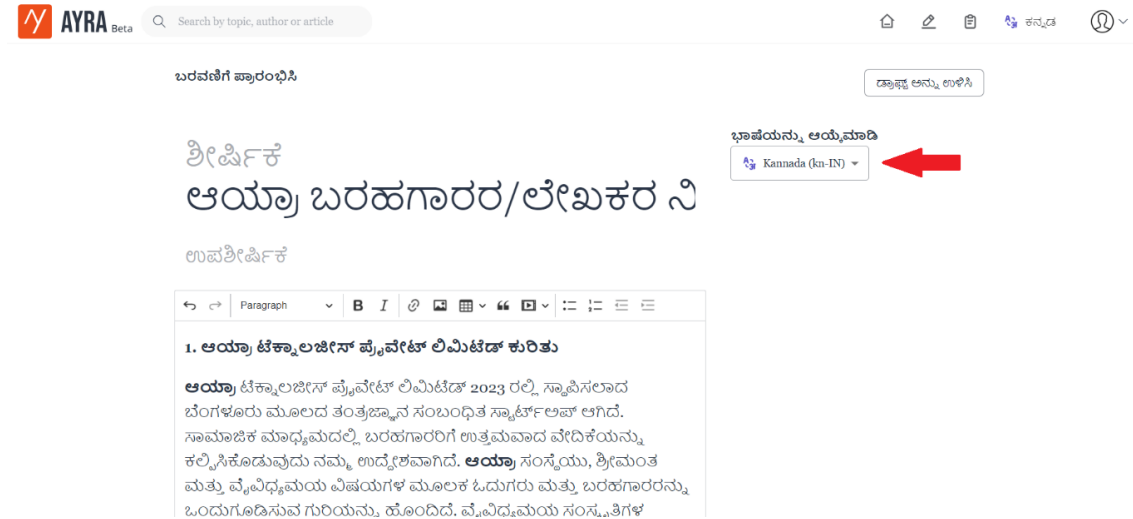 AYRA Beta
Search by topic, author or article
ಕನ್ನಡ
ಬರವಣಿಗೆ ಪ್ರಾರಂಭಿಸಿ
ಡ್ರಾಫ್ಟ್ ಅನ್ನು ಉಳಿಸಿ
ಭಾಷೆಯನ್ನು ಆಯ್ಕೆಮಾಡಿ
Kannada (kn-IN)
ಶೀರ್ಷಿಕೆ
ಆಯ್ರಾ ಬರಹಗಾರರ/ಲೇಖಕರ ನಿ
ಉಪಶೀರ್ಷಿಕೆ
Paragraph B I
1. ಆಯ್ರಾ ಟೆಕ್ನಾಲಜೀಸ್ ಪ್ರೈವೇಟ್ ಲಿಮಿಟೆಡ್ ಕುರಿತು
ಆಯ್ರಾ ಟೆಕ್ನಾಲಜೀಸ್ ಪ್ರೈವೇಟ್ ಲಿಮಿಟೆಡ್ 2023 ರಲ್ಲಿ ಸ್ಥಾಪಿಸಲಾದ
ಬೆಂಗಳೂರು ಮೂಲದ ತಂತ್ರಜ್ಞಾನ ಸಂಬಂಧಿತ ಸ್ಟಾರ್ಟ್‌ಅಪ್ ಆಗಿದೆ.
ಸಾಮಾಜಿಕ ಮಾಧ್ಯಮದಲ್ಲಿ ಬರಹಗಾರರಿಗೆ ಉತ್ತಮವಾದ ವೇದಿಕೆಯನ್ನು
ಕಲ್ಪಿಸಿಕೊಡುವುದು ನಮ್ಮ ಉದ್ದೇಶವಾಗಿದೆ. ಆಯ್ರಾ ಸಂಸ್ಥೆಯು, ಶ್ರೀಮಂತ
ಮತ್ತು ವೈವಿಧ್ಯಮಯ ವಿಷಯಗಳ ಮೂಲಕ ಓದುಗರು ಮತ್ತು ಬರಹಗಾರರನ್ನು
ಒಂದುಗೂಡಿಸುವ ಗುರಿಯನ್ನು ಹೊಂದಿದೆ. ವೈವಿಧ್ಯಮಯ ಸಂಸ್ಕೃತಿಗಳ